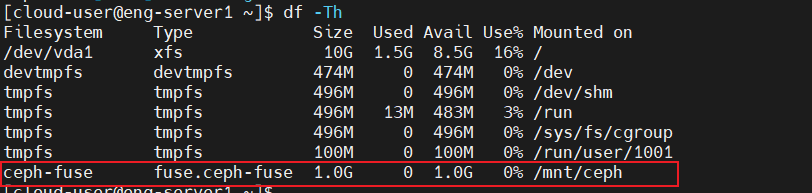 [cloud-user@eng-server1 ~]$ df -Th
Filesystem     Type            Size  Used Avail Use% Mounted on
/dev/vda1      xfs              10G  1.5G  8.5G  16% /
devtmpfs       devtmpfs        474M     0  474M   0% /dev
tmpfs          tmpfs           496M     0  496M   0% /dev/shm
tmpfs          tmpfs           496M   13M  483M   3% /run
tmpfs          tmpfs           496M     0  496M   0% /sys/fs/cgroup
tmpfs          tmpfs           100M     0  100M   0% /run/user/1001
ceph-fuse      fuse.ceph-fuse  1.0G     0  1.0G   0% /mnt/ceph
[cloud-user@eng-server1 ~]$